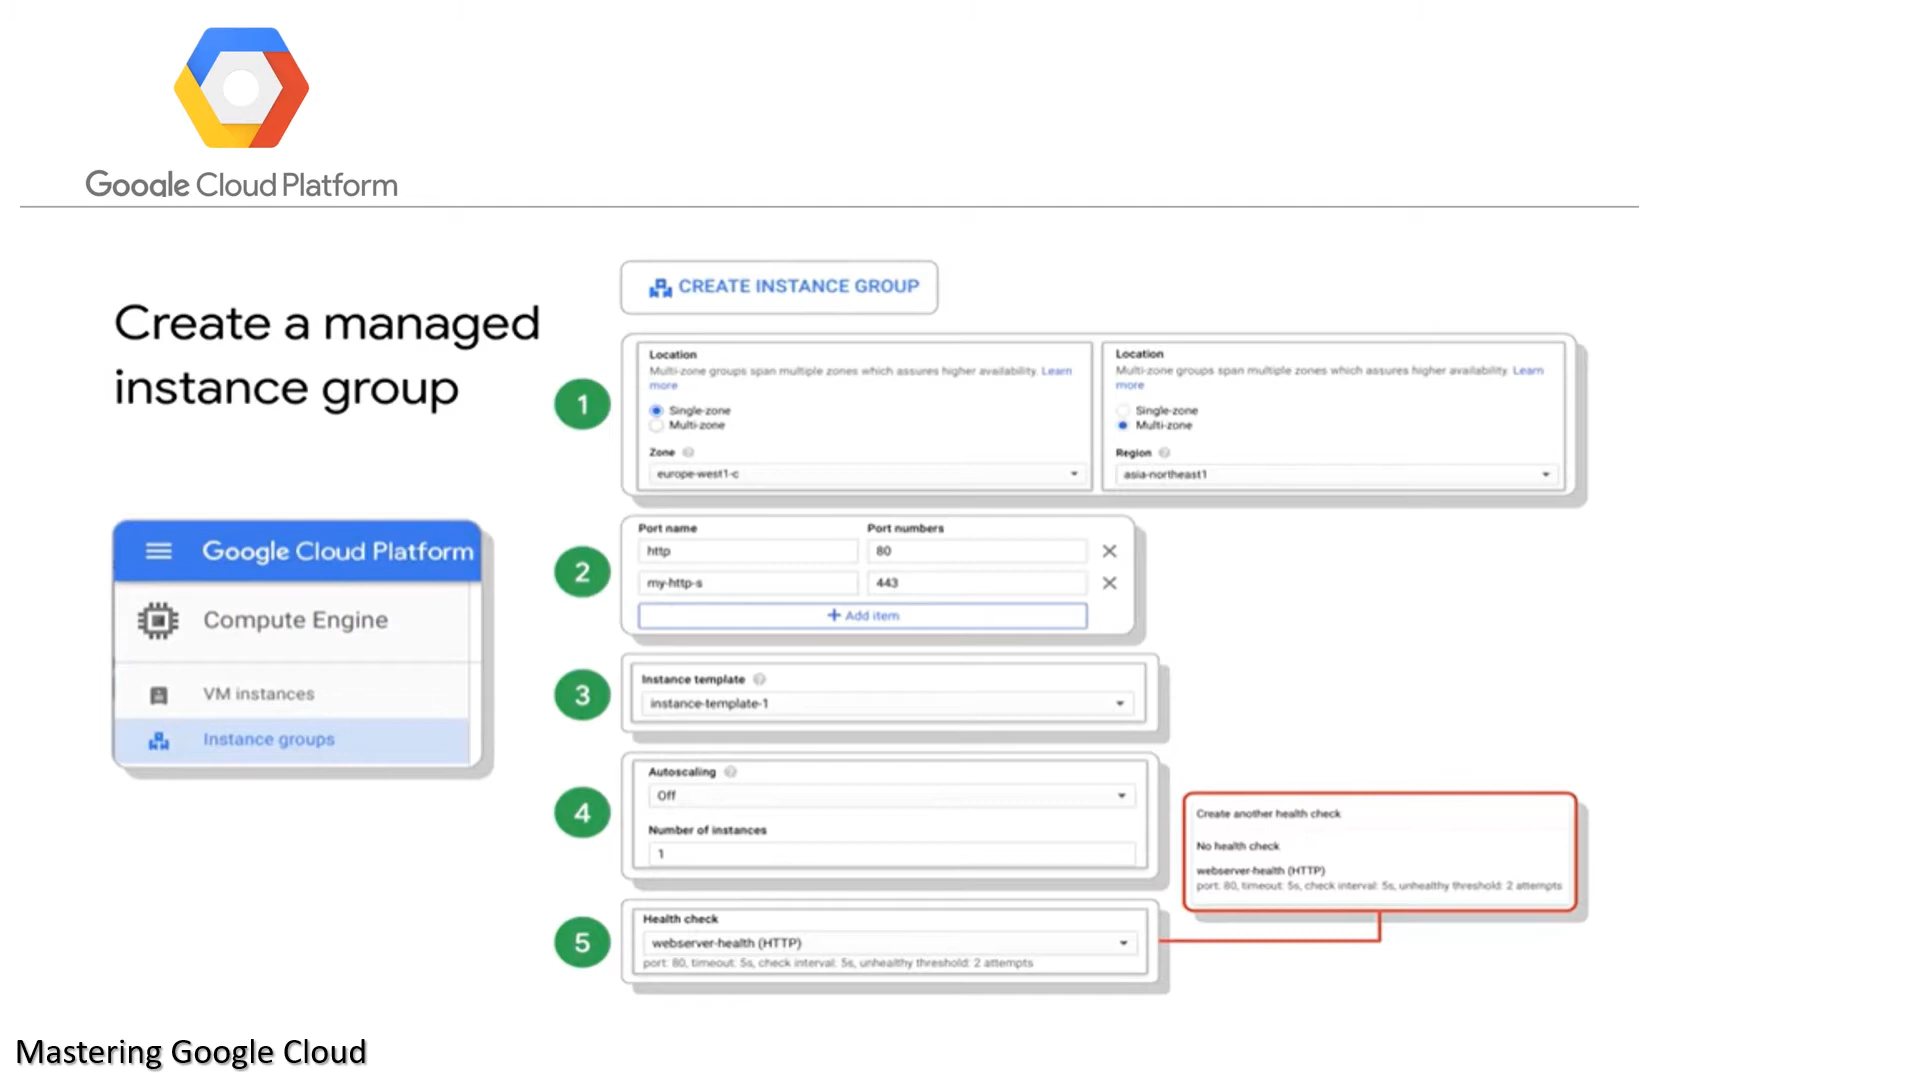 Google Cloud Platform
Create a managed
instance group
Google Cloud Platform
Compute Engine
VM instances
Instance groups
CREATE INSTANCE GROUP
1
Location
Multi-zone groups span multiple zones which assures higher availability. Learn
more
Single-zone
Multi-zone
Zone
europe-west1-c
Location
Multi-zone groups span multiple zones which assures higher availability. Learn
more
Single-zone
Multi-zone
Region
asia-northeast1
2
Port name Port numbers
http 80
my-http-s 443
+ Add item
3
Instance template
instance-template-1
4
Autoscaling
Off
Number of instances
1
5
Health check
webserver-health (HTTP)
port: 80, timeout: 5s, check interval: 5s, unhealthy threshold: 2 attempts
Create another health check
No health check
webserver-health (HTTP)
port: 80, timeout: 5s, check interval: 5s, unhealthy threshold: 2 attempts
Mastering Google Cloud